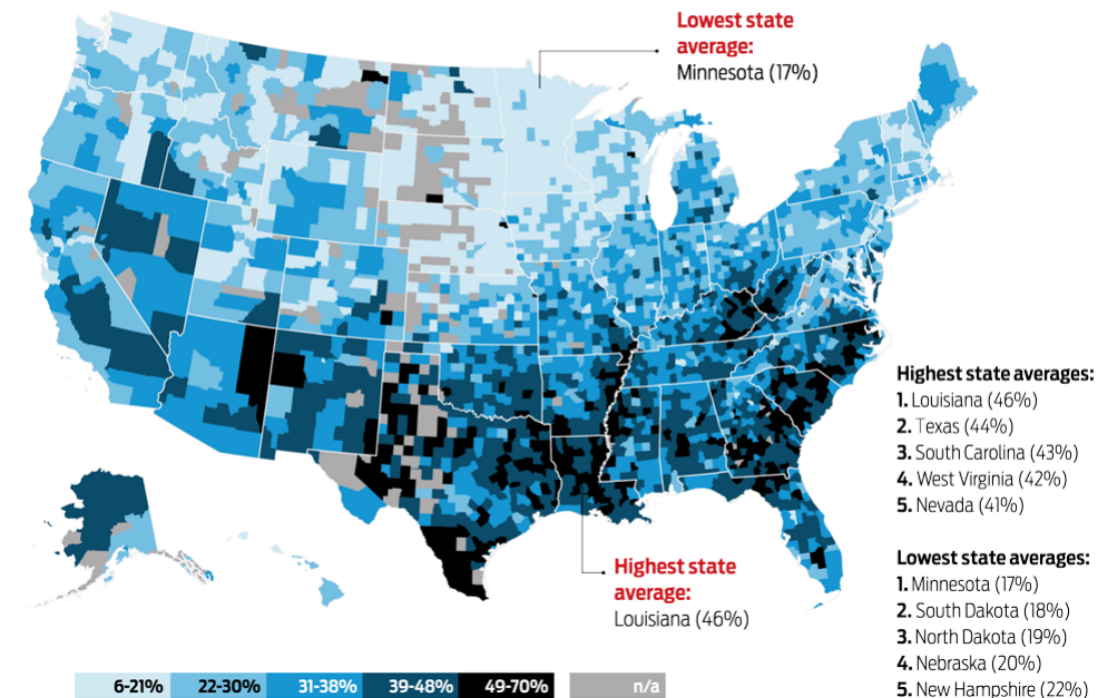 Lowest state
average:
Minnesota (17%)
Highest state averages:
1. Louisiana (46%)
2. Texas (44%)
3. South Carolina (43%)
4. West Virginia (42%)
5. Nevada (41%)
Lowest state averages:
1. Minnesota (17%)
2. South Dakota (18%)
3. North Dakota (19%)
4. Nebraska (20%)
5. New Hampshire (22%)
Highest state
average:
Louisiana (46%)
6-21% 22-30% 31-38% 39-48% 49-70% n/a